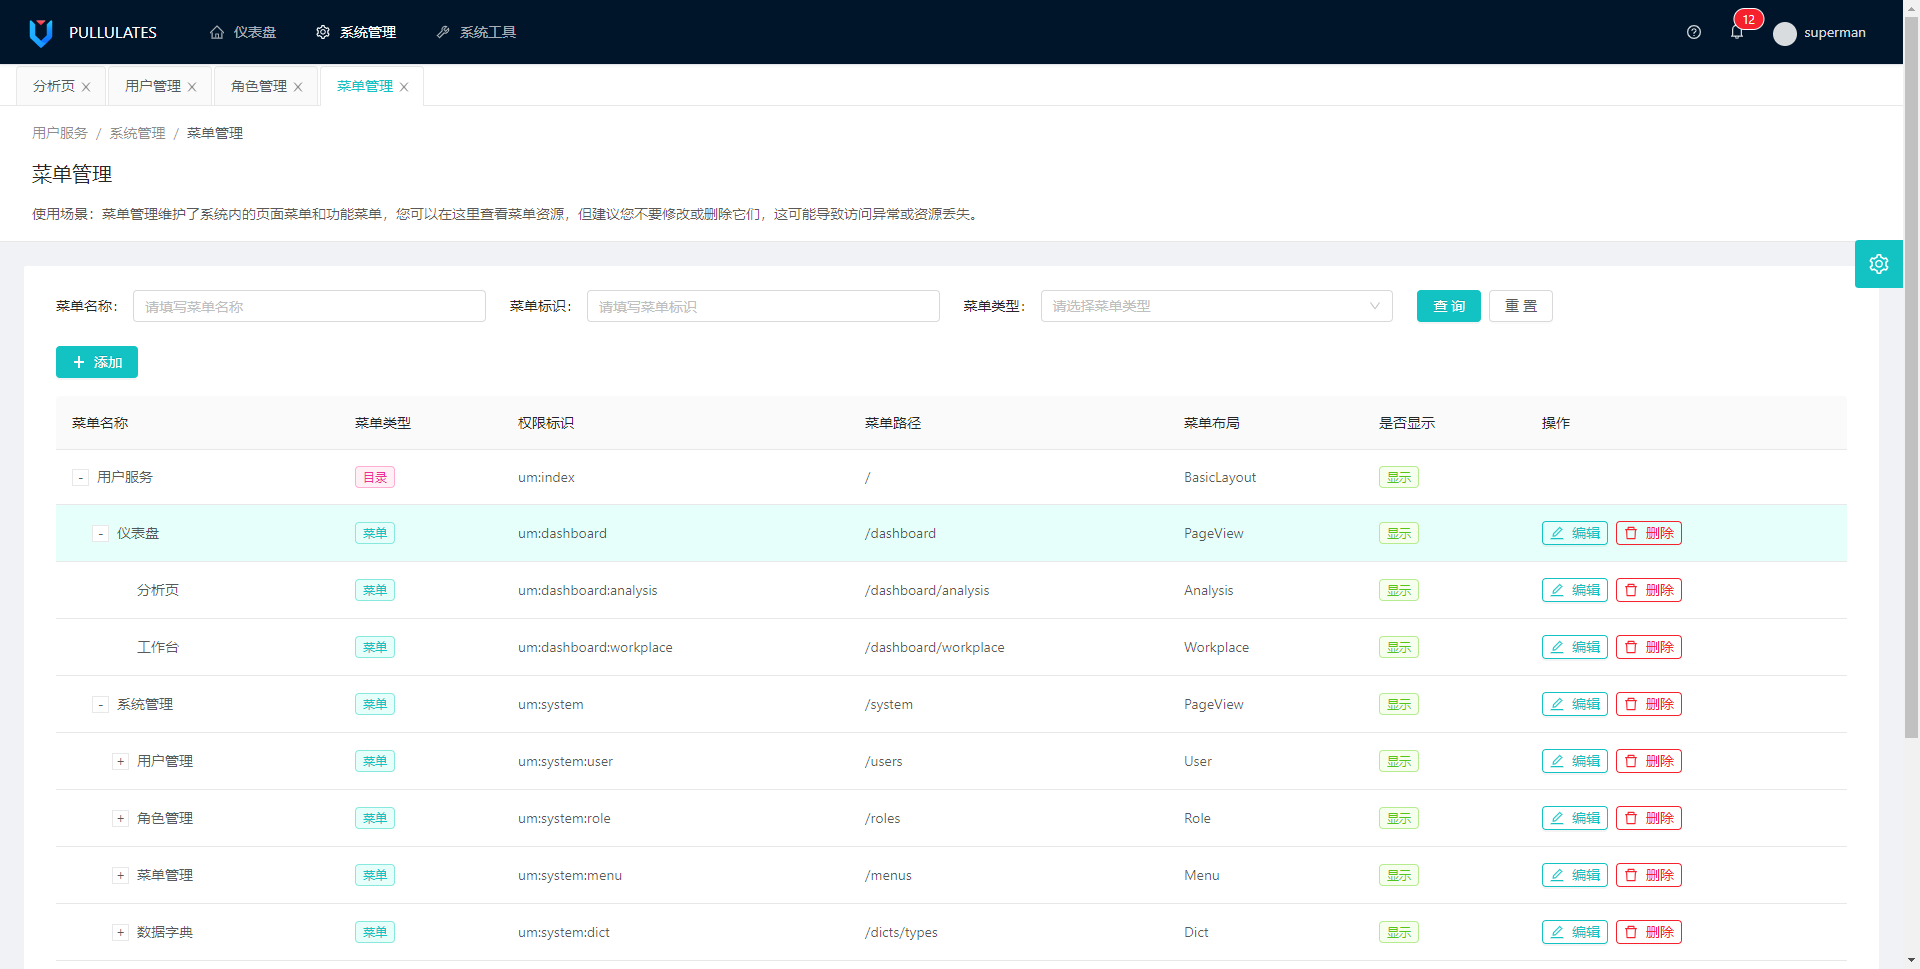 PULLULATES 仪表盘 系统管理 系统工具 12 superman
分析页 用户管理 角色管理 菜单管理
用户服务 / 系统管理 / 菜单管理
菜单管理
使用场景：菜单管理维护了系统内的页面菜单和功能菜单，您可以在这里查看菜单资源，但建议您不要修改或删除它们，这可能导致访问异常或资源丢失。
菜单名称： 请填写菜单名称 菜单标识： 请填写菜单标识 菜单类型： 请选择菜单类型 查 询 重 置
+ 添加
菜单名称 菜单类型 权限标识 菜单路径 菜单布局 是否显示 操作
- 用户服务 目录 um:index / BasicLayout 显示
- 仪表盘 菜单 um:dashboard /dashboard PageView 显示 编辑 删除
分析页 菜单 um:dashboard:analysis /dashboard/analysis Analysis 显示 编辑 删除
工作台 菜单 um:dashboard:workplace /dashboard/workplace Workplace 显示 编辑 删除
- 系统管理 菜单 um:system /system PageView 显示 编辑 删除
+ 用户管理 菜单 um:system:user /users User 显示 编辑 删除
+ 角色管理 菜单 um:system:role /roles Role 显示 编辑 删除
+ 菜单管理 菜单 um:system:menu /menus Menu 显示 编辑 删除
+ 数据字典 菜单 um:system:dict /dicts/types Dict 显示 编辑 删除